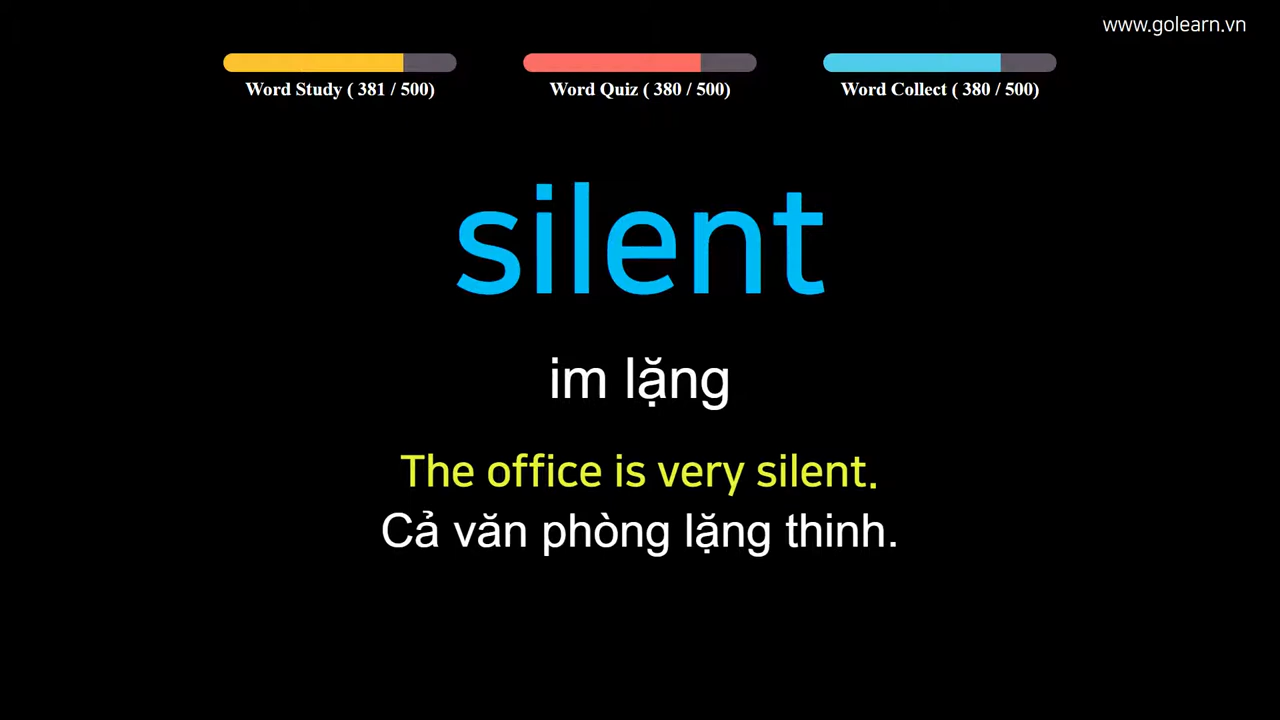 www.golearn.vn
Word Study ( 381 / 500)
Word Quiz ( 380 / 500)
Word Collect ( 380 / 500)
silent
im lặng
The office is very silent.
Cả văn phòng lặng thinh.